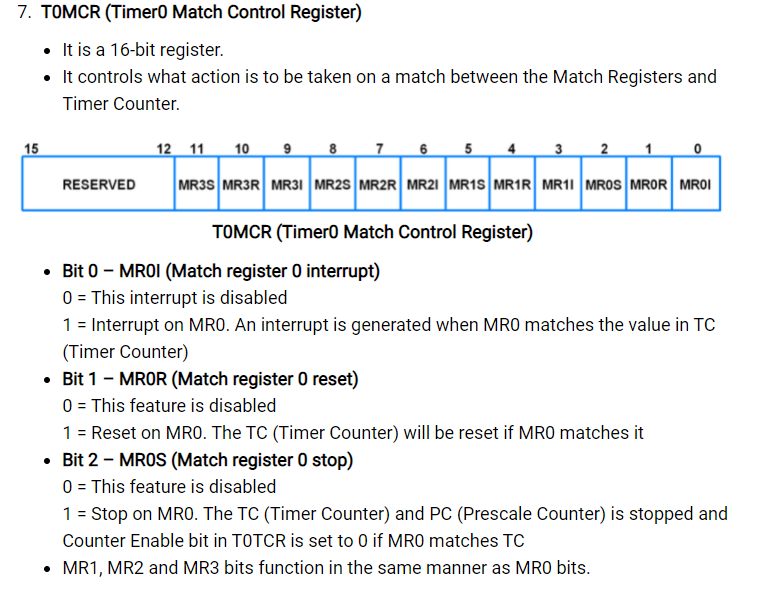 7. T0MCR (Timer0 Match Control Register)
• It is a 16-bit register.
• It controls what action is to be taken on a match between the Match Registers and
Timer Counter.
15 12 11 10 9 8 7 6 5 4 3 2 1 0
RESERVED MR3S MR3R MR3I MR2S MR2R MR2I MR1S MR1R MR1I MR0S MR0R MR0I
T0MCR (Timer0 Match Control Register)
• Bit 0 – MR0I (Match register 0 interrupt)
0 = This interrupt is disabled
1 = Interrupt on MR0. An interrupt is generated when MR0 matches the value in TC
(Timer Counter)
• Bit 1 – MR0R (Match register 0 reset)
0 = This feature is disabled
1 = Reset on MR0. The TC (Timer Counter) will be reset if MR0 matches it
• Bit 2 – MR0S (Match register 0 stop)
0 = This feature is disabled
1 = Stop on MR0. The TC (Timer Counter) and PC (Prescale Counter) is stopped and
Counter Enable bit in T0TCR is set to 0 if MR0 matches TC
• MR1, MR2 and MR3 bits function in the same manner as MR0 bits.